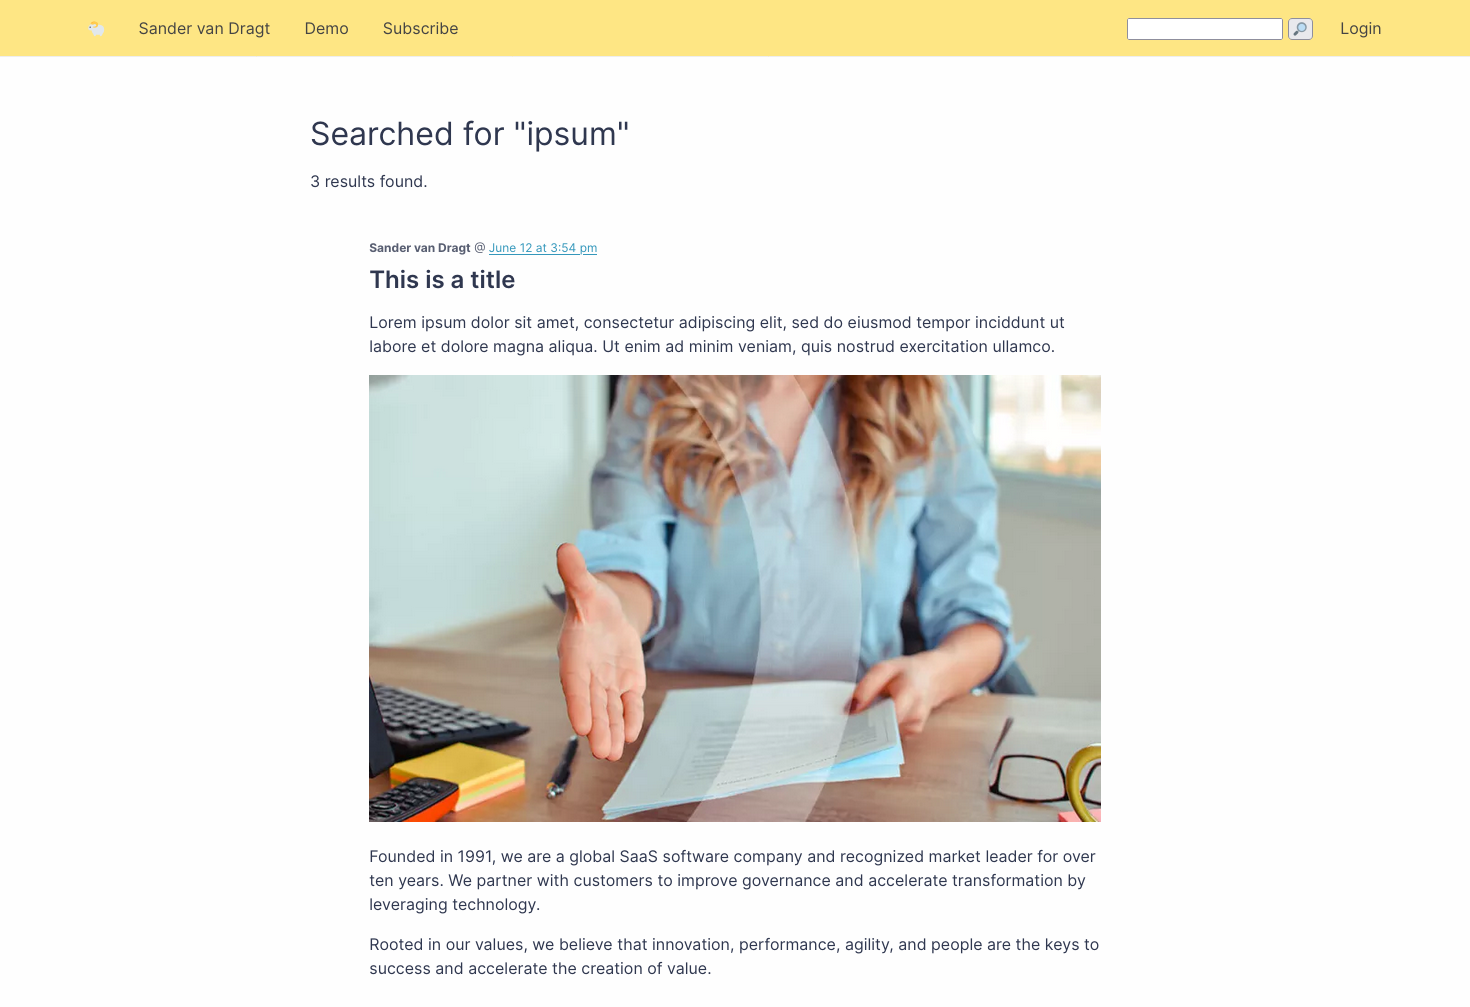 Sander van Dragt Demo Subscribe Login
Searched for "ipsum"
3 results found.
Sander van Dragt @ June 12 at 3:54 pm
This is a title
Lorem ipsum dolor sit amet, consectetur adipiscing elit, sed do eiusmod tempor inciddunt ut
labore et dolore magna aliqua. Ut enim ad minim veniam, quis nostrud exercitation ullamco.
Founded in 1991, we are a global SaaS software company and recognized market leader for over
ten years. We partner with customers to improve governance and accelerate transformation by
leveraging technology.
Rooted in our values, we believe that innovation, performance, agility, and people are the keys to
success and accelerate the creation of value.